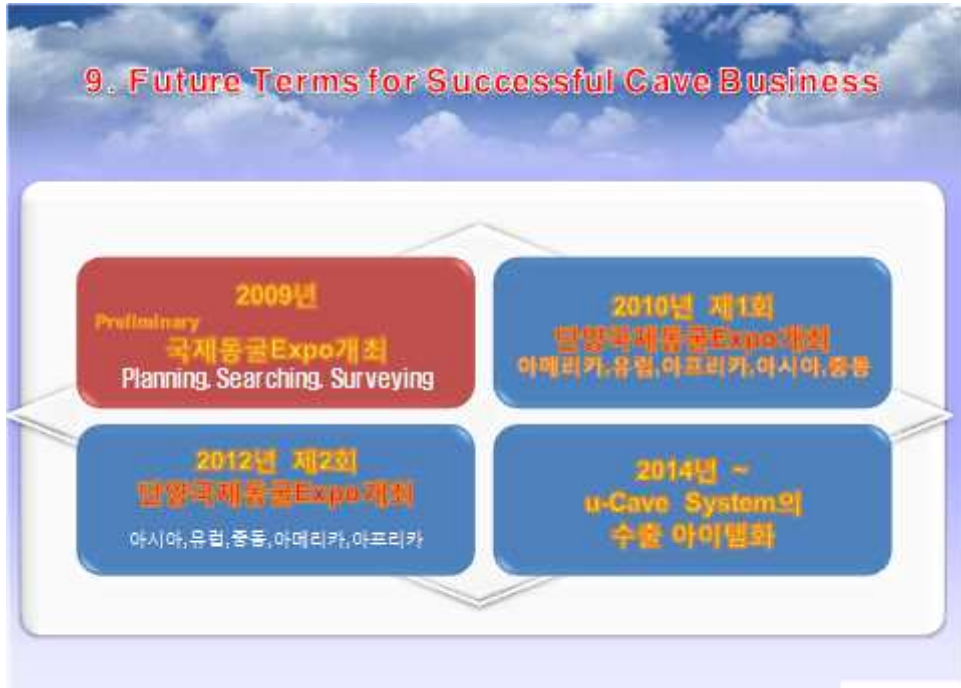 9. Future Terms for Successful Cave Business
2009년
Preliminary
국제동굴Expo개최
Planning, Searching, Surveying
2010년 제1회
단양국제동굴Expo개최
아메리카,유럽,아프리카,아시아,중동
2012년 제2회
단양국제동굴Expo개최
아시아,유럽,중동,아메리카,아프리카
2014년 ~
u-Cave System의
수출 아이템화